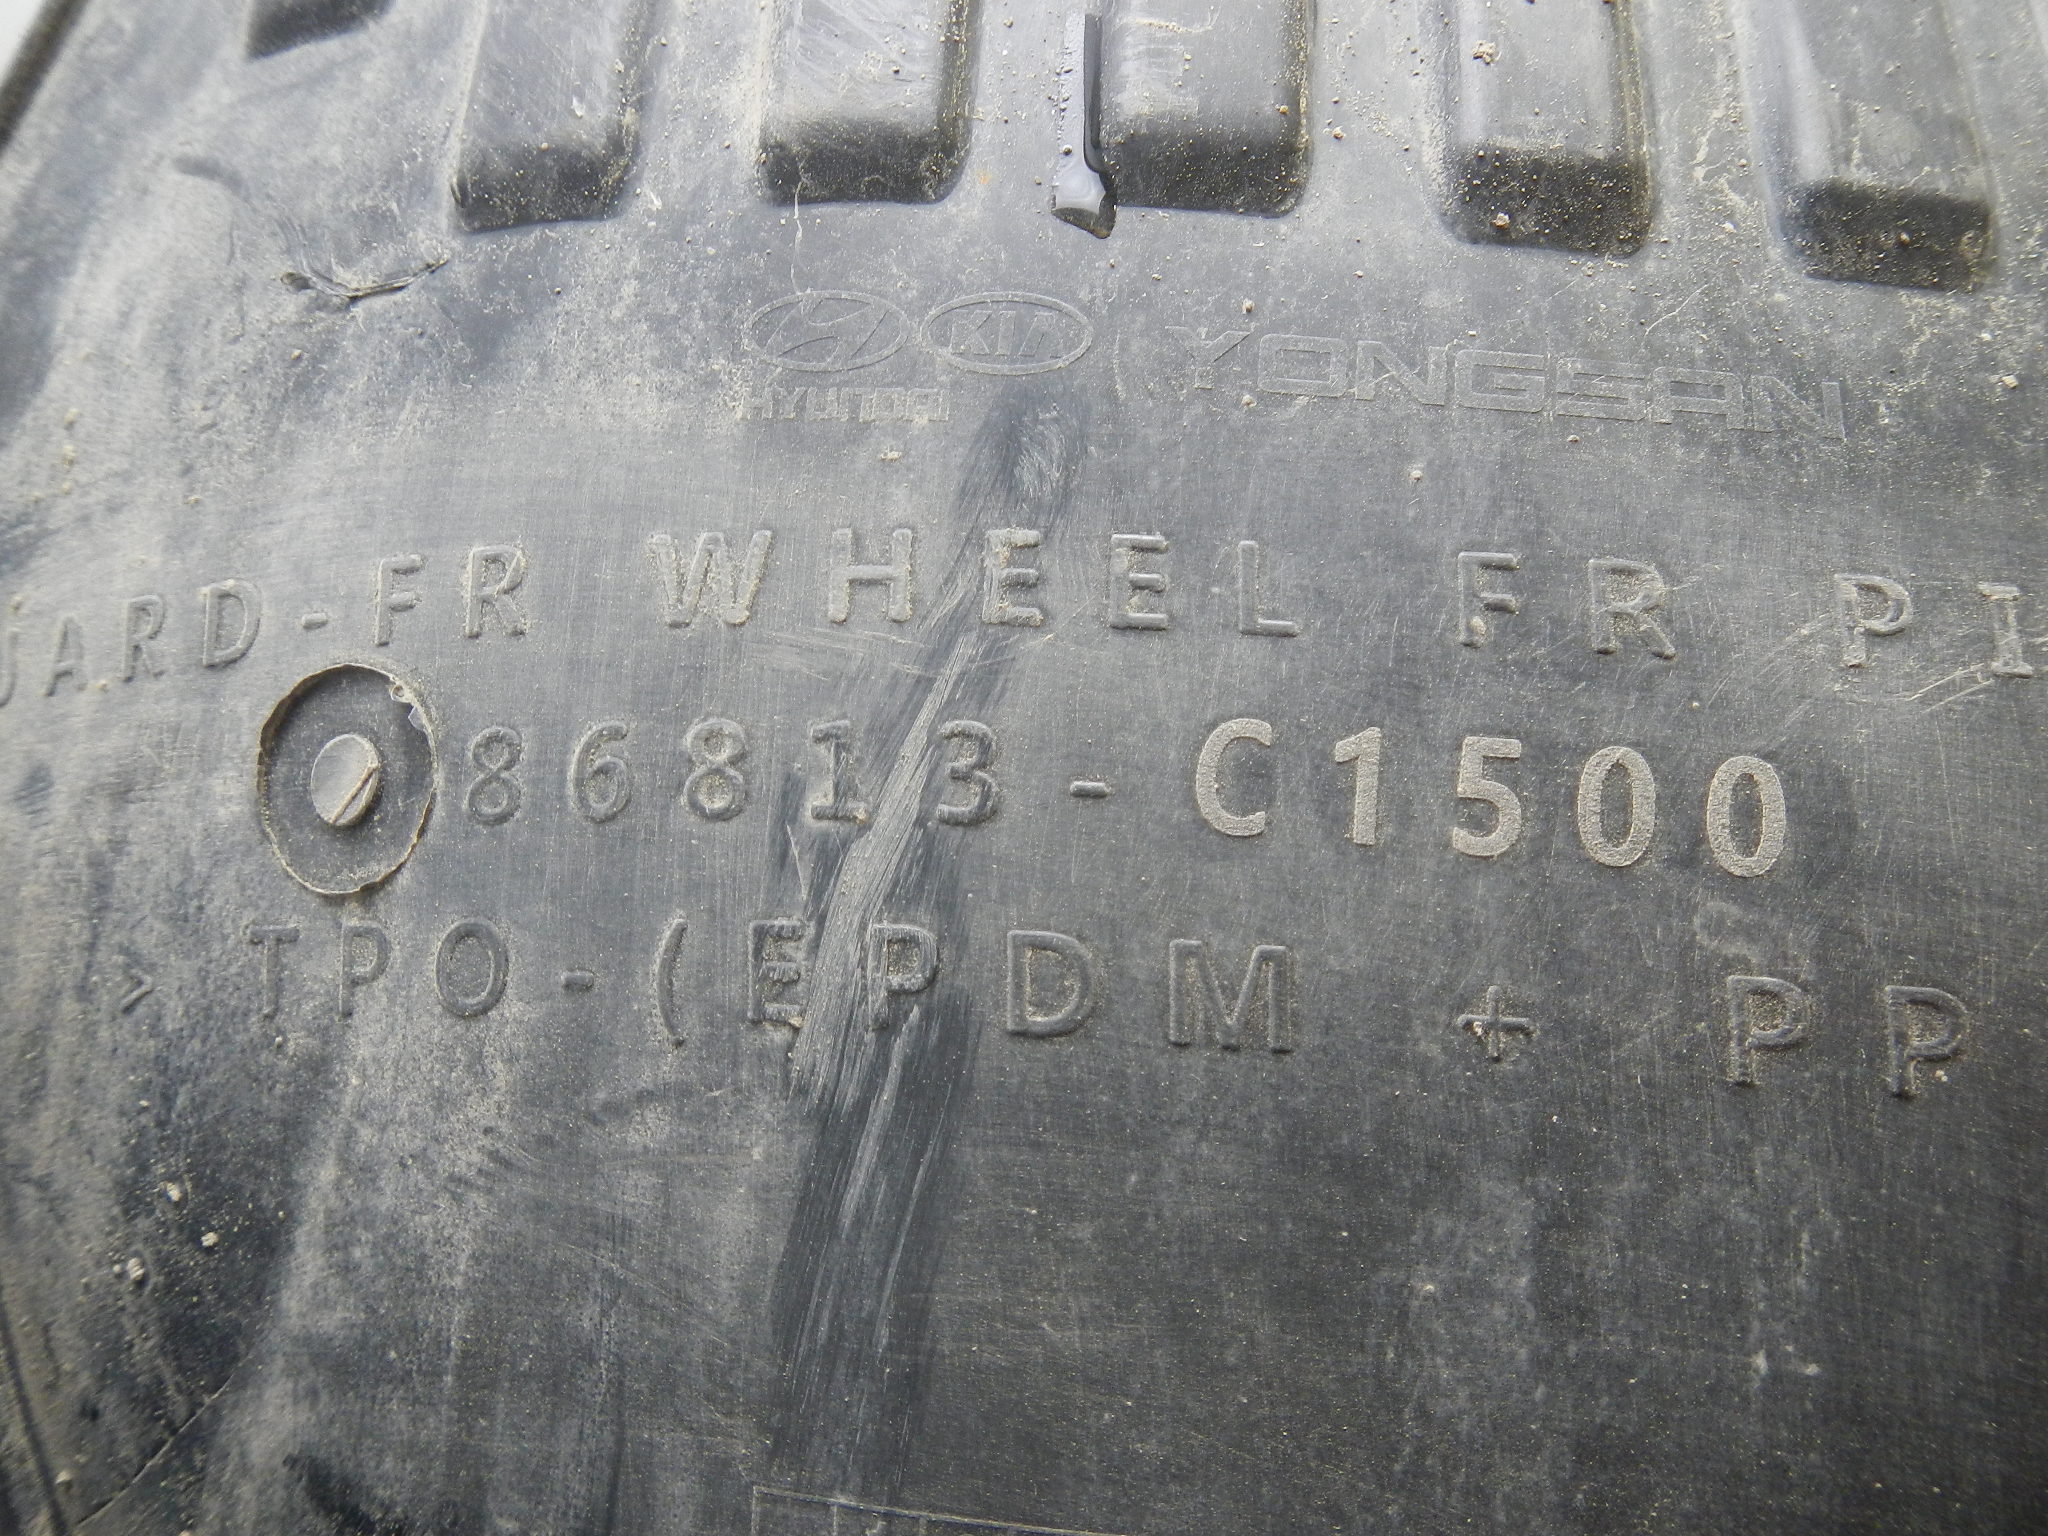 KIA YONGSAN
HYUNDAI
UARD-FR WHEEL FR PI
86813-C1500
> TPO-(EPDM + PP